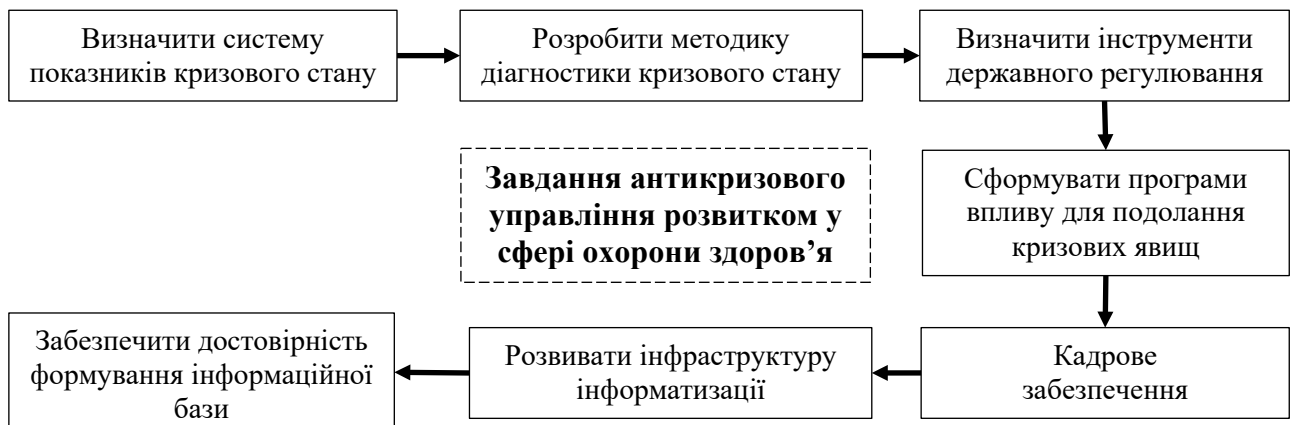 Визначити систему
показників кризового стану
Розробити методику
діагностики кризового стану
Визначити інструменти
державного регулювання
Завдання антикризового
управління розвитком у
сфері охорони здоров’я
Сформувати програми
впливу для подолання
кризових явищ
Забезпечити достовірність
формування інформаційної
бази
Розвивати інфраструктуру
інформатизації
Кадрове
забезпечення